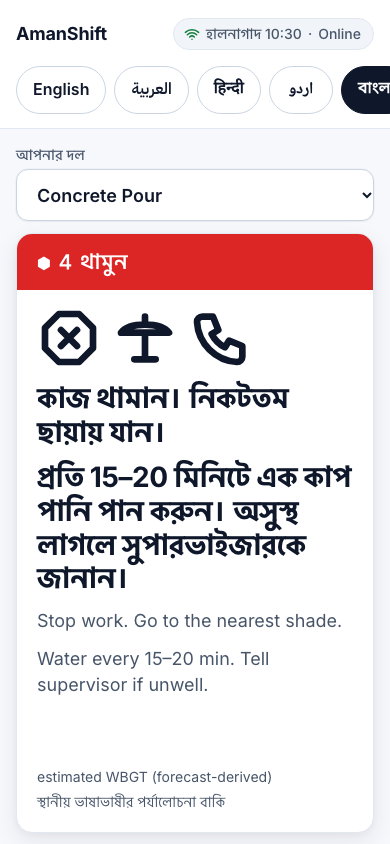 AmanShift
হালনাগাদ 10:30 · Online
English
العربية
हिन्दी
اردو
আপনার দল
Concrete Pour
4 থামুন
কাজ থামান। নিকটতম
ছায়ায় যান।
প্রতি 15–20 মিনিটে এক কাপ
পানি পান করুন। অসুস্থ
লাগলে সুপারভাইজারকে
জানান।
Stop work. Go to the nearest shade.
Water every 15–20 min. Tell
supervisor if unwell.
estimated WBGT (forecast-derived)
স্থানীয় ভাষাভাষীর পর্যালোচনা বাকি